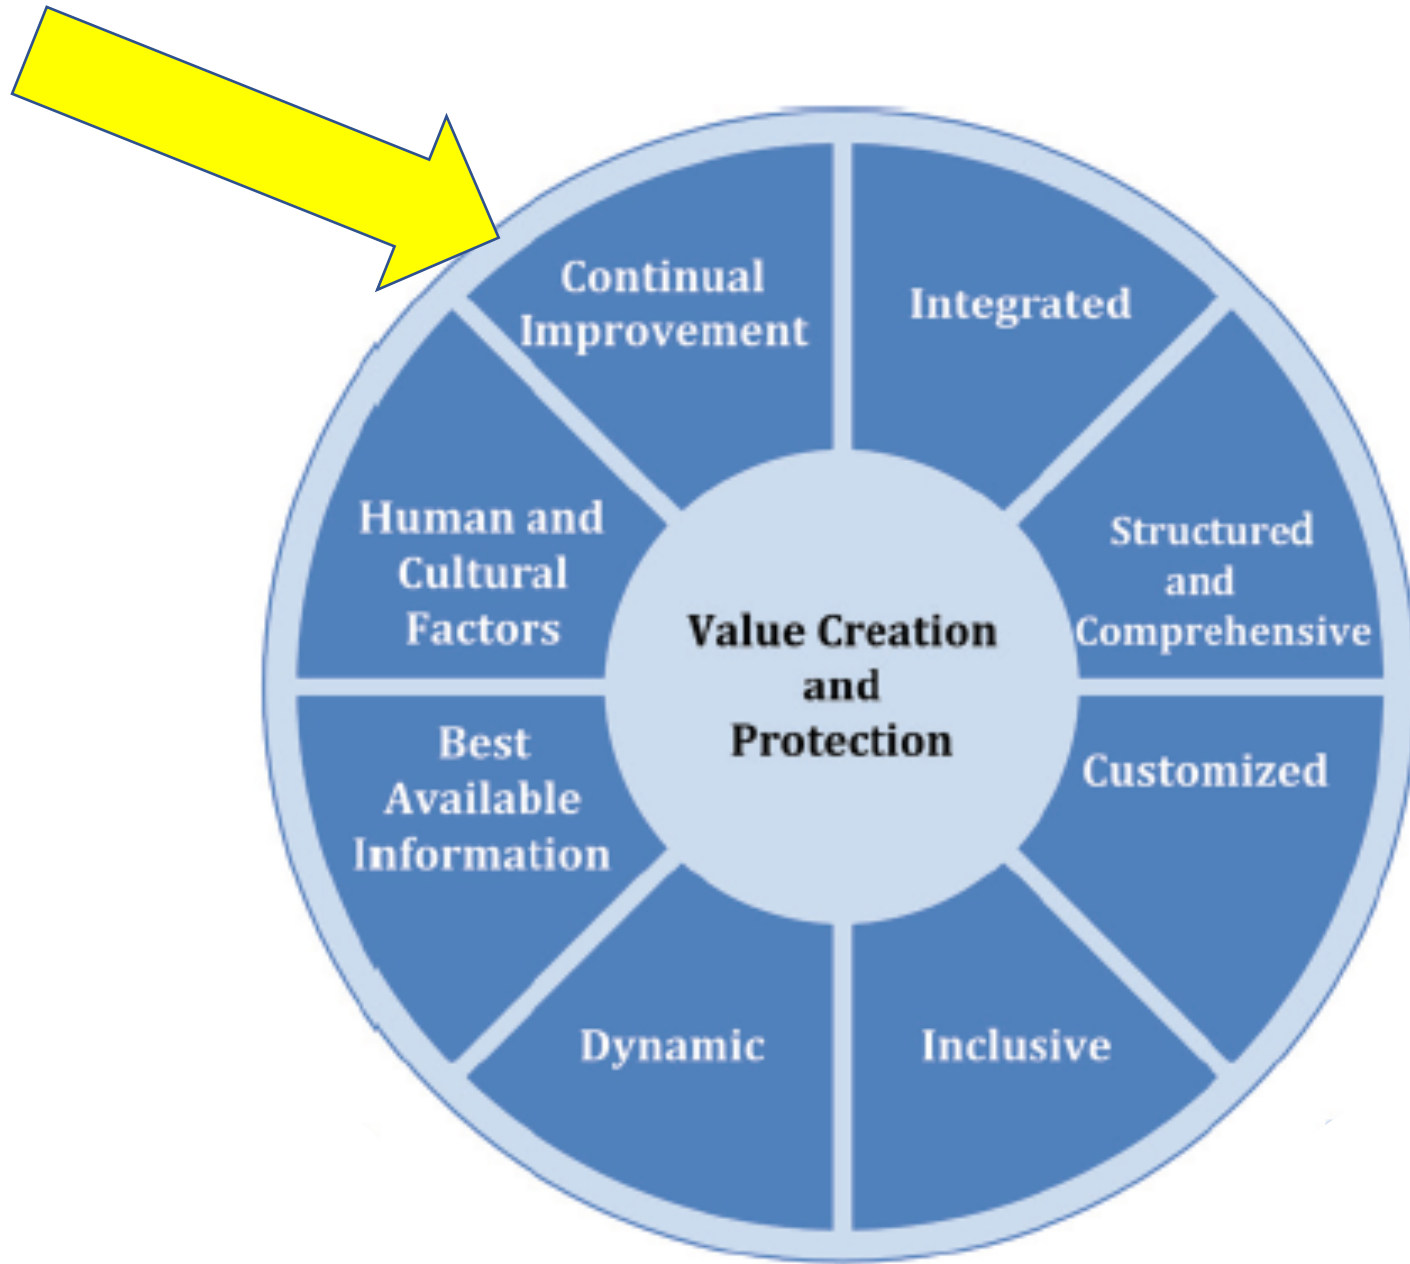 Continual
Improvement
Integrated
Structured
and
Comprehensive
Customized
Inclusive
Dynamic
Best
Available
Information
Human and
Cultural
Factors
Value Creation
and
Protection